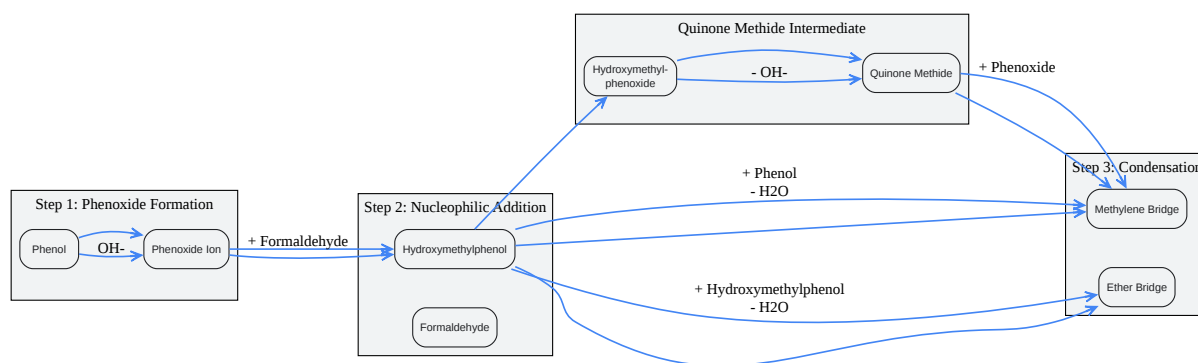 Quinone Methide Intermediate
Hydroxymethyl-
phenoxide
- OH-
Quinone Methide
+ Phenoxide
Step 1: Phenoxide Formation
Phenol
OH-
Phenoxide Ion
+ Formaldehyde
Step 2: Nucleophilic Addition
Hydroxymethylphenol
Formaldehyde
+ Phenol
- H2O
+ Hydroxymethylphenol
- H2O
Step 3: Condensation
Methylene Bridge
Ether Bridge